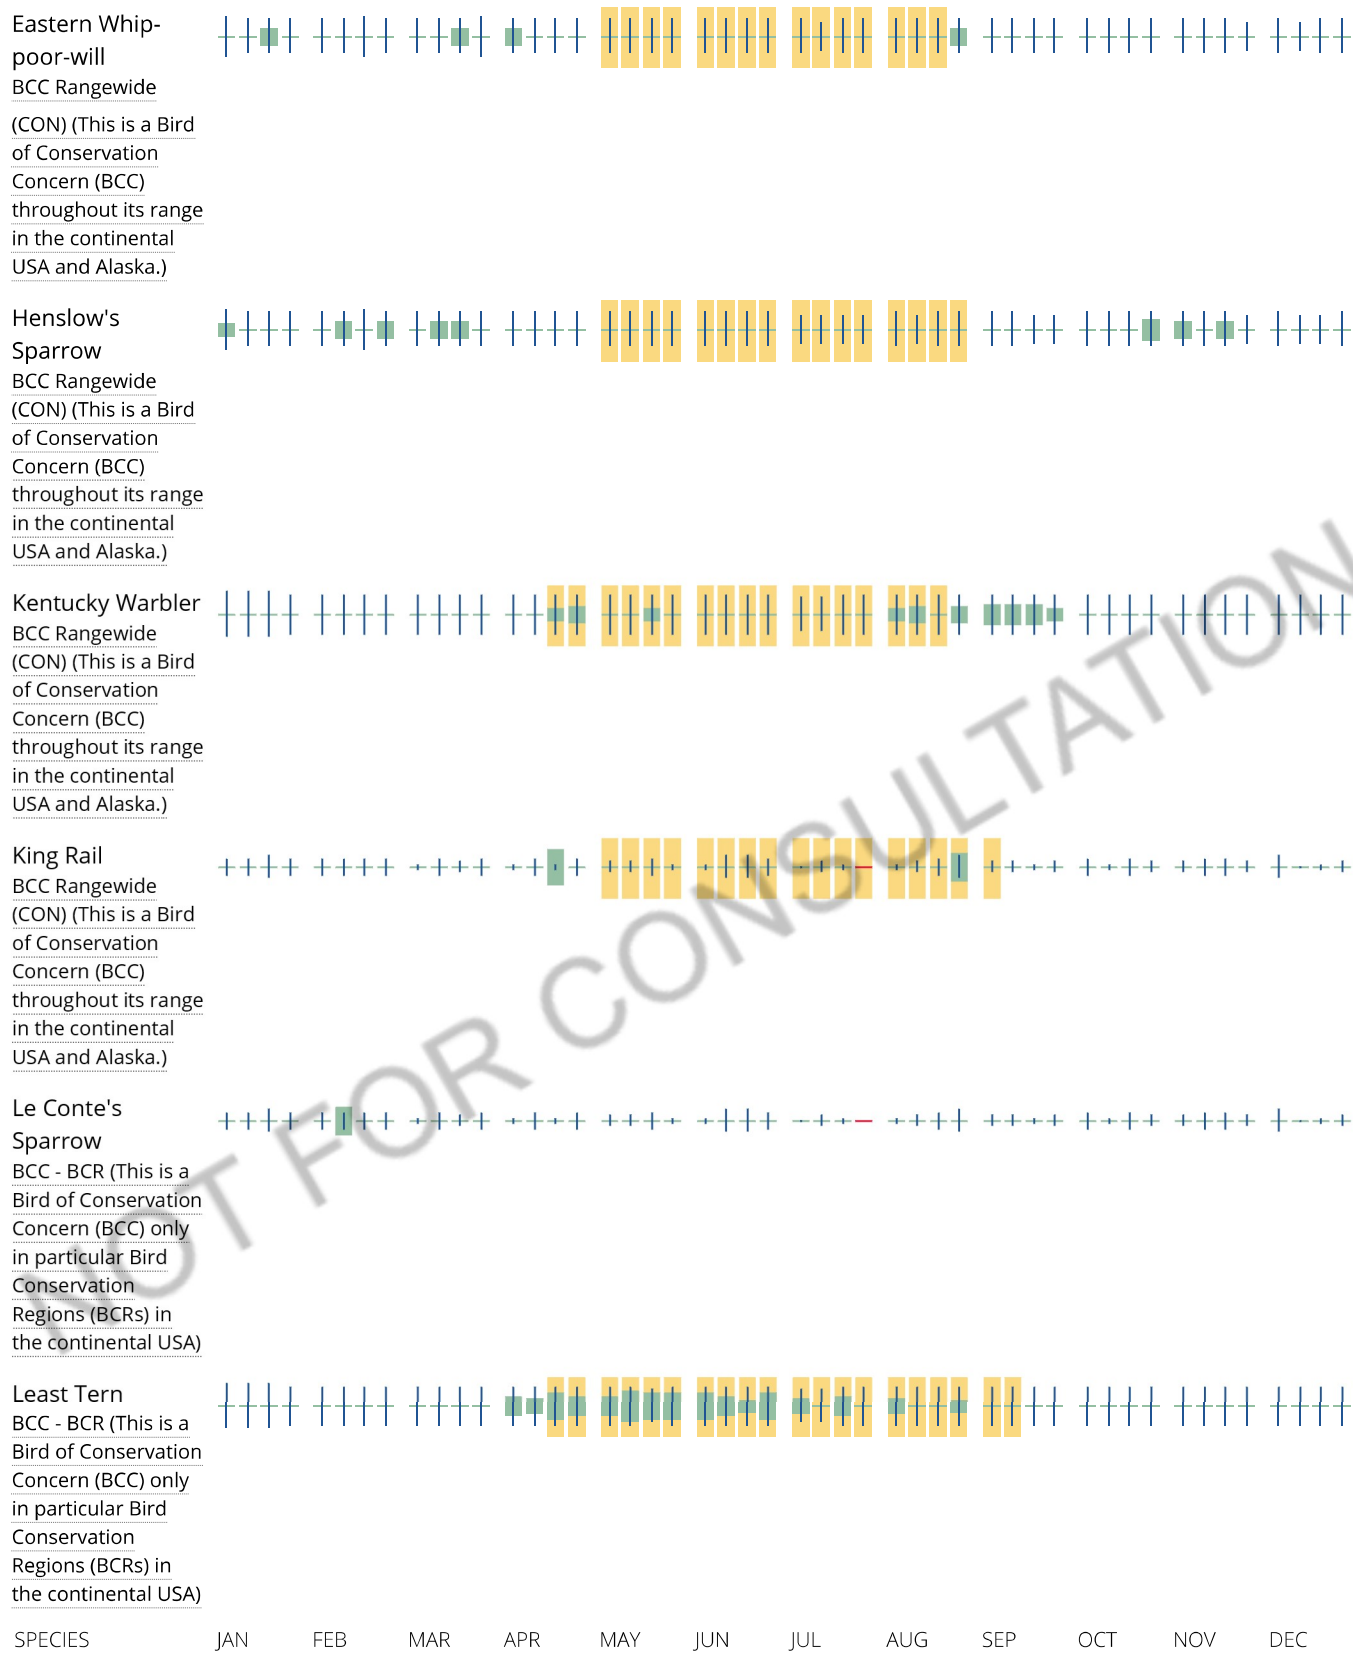 Eastern Whip-
poor-will
BCC Rangewide
(CON) (This is a Bird
of Conservation
Concern (BCC)
throughout its range
in the continental
USA and Alaska.)
Henslow's
Sparrow
BCC Rangewide
(CON) (This is a Bird
of Conservation
Concern (BCC)
throughout its range
in the continental
USA and Alaska.)
Kentucky Warbler
BCC Rangewide
(CON) (This is a Bird
of Conservation
Concern (BCC)
throughout its range
in the continental
USA and Alaska.)
King Rail
BCC Rangewide
(CON) (This is a Bird
of Conservation
Concern (BCC)
throughout its range
in the continental
USA and Alaska.)
Le Conte's
Sparrow
BCC - BCR (This is a
Bird of Conservation
Concern (BCC) only
in particular Bird
Conservation
Regions (BCRs) in
the continental USA)
Least Tern
BCC - BCR (This is a
Bird of Conservation
Concern (BCC) only
in particular Bird
Conservation
Regions (BCRs) in
the continental USA)
SPECIES JAN FEB MAR APR MAY JUN JUL AUG SEP OCT NOV DEC
NOT FOR CONSULTATION